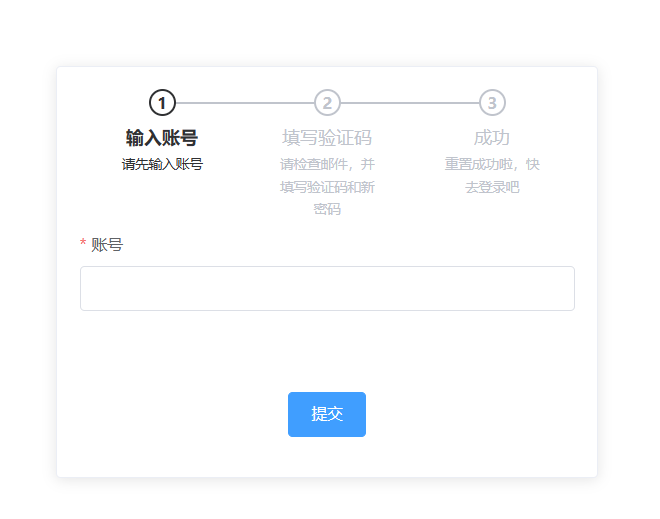 1 2 3
输入账号 填写验证码 成功
请先输入账号 请检查邮件，并 重置成功啦，快
填写验证码和新 去登录吧
密码
* 账号
提交